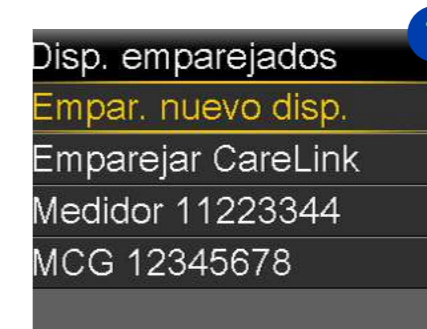 Disp. emparejados
Empar. nuevo disp.
Emparejar CareLink
Medidor 11223344
MCG 12345678